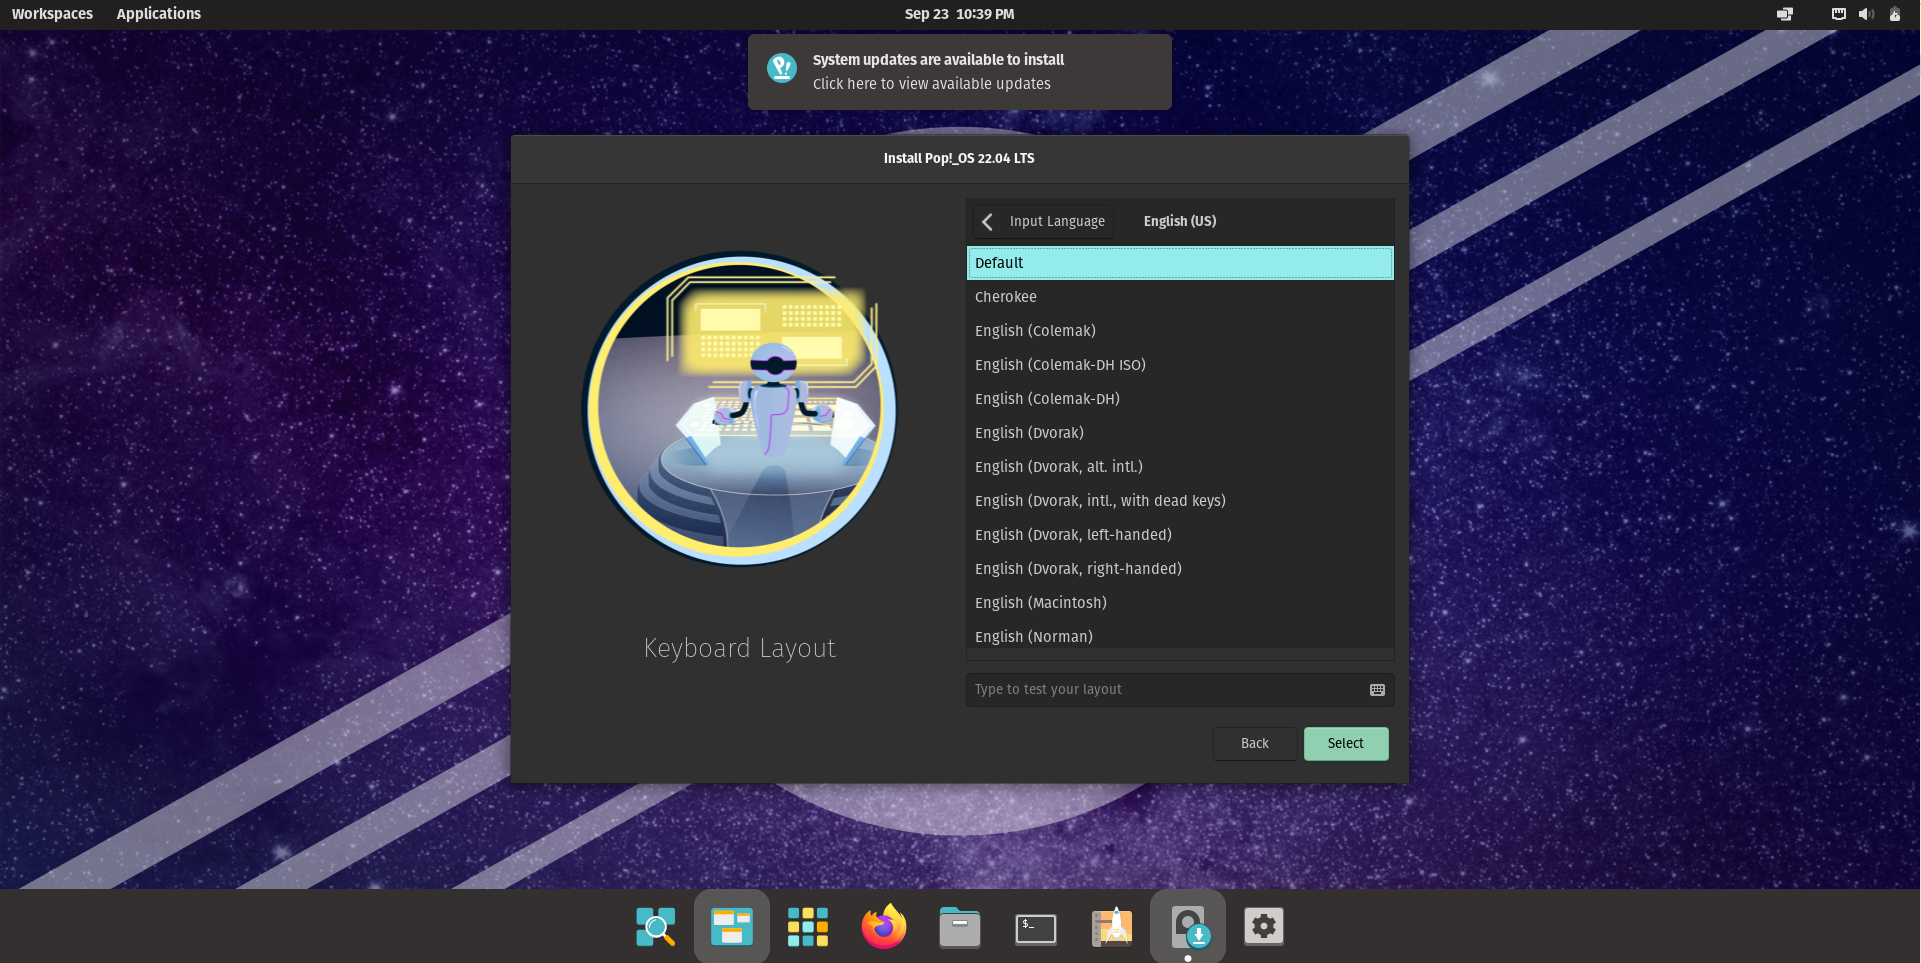 Workspaces
Applications
Sep 23 10:39 PM
System updates are available to install
Click here to view available updates
Install Pop!_OS 22.04 LTS
Input Language
English (US)
Default
Cherokee
English (Colemak)
English (Colemak-DH ISO)
English (Colemak-DH)
English (Dvorak)
English (Dvorak, alt. intl.)
English (Dvorak, intl., with dead keys)
English (Dvorak, left-handed)
English (Dvorak, right-handed)
English (Macintosh)
English (Norman)
Keyboard Layout
Type to test your layout
Back
Select
$_